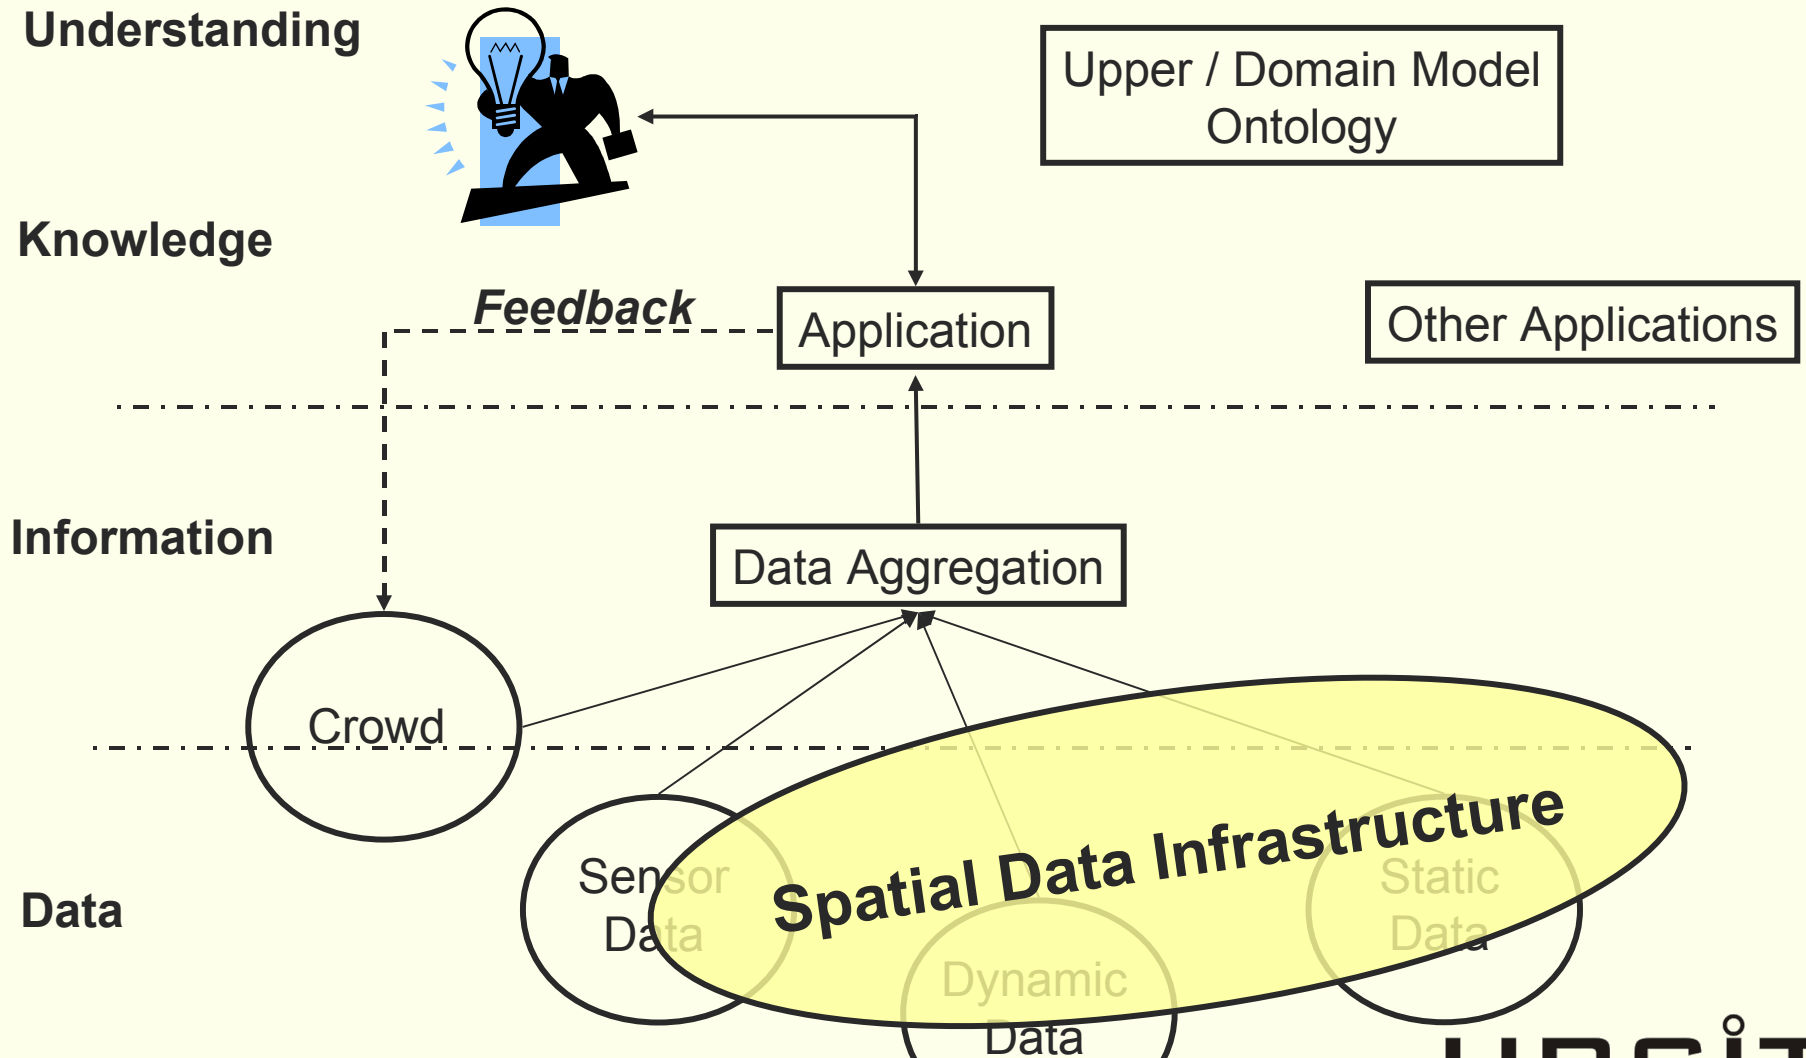 Understanding
Upper / Domain Model
Ontology
Knowledge
Feedback
Application
Other Applications
Information
Data Aggregation
Crowd
Spatial Data Infrastructure
Sensor
Data
Static
Data
Data
Dynamic
Data